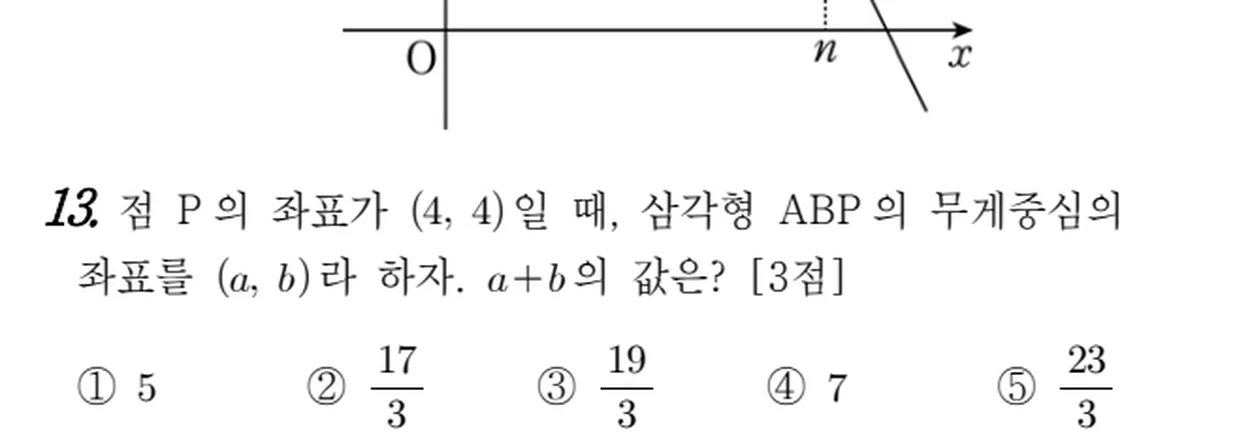 O
n
x
13. 점 P의 좌표가 (4, 4)일 때, 삼각형 ABP의 무게중심의
좌표를 (a, b)라 하자. a+b의 값은? [3점]
① 5 ② 17/3 ③ 19/3 ④ 7 ⑤ 23/3